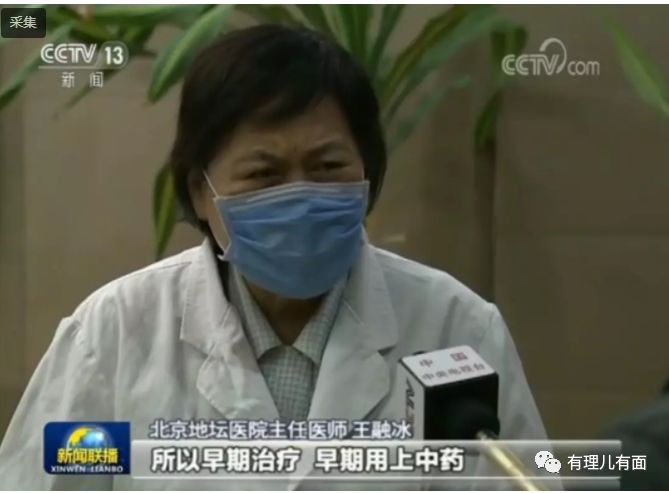 采集
CCTV 13
新闻
CCTV.com
中国
中央电视台
北京地坛医院主任医师 王融冰
新闻联播
XINWEN LIANBO
所以早期治疗 早期用上中药
有理儿有面